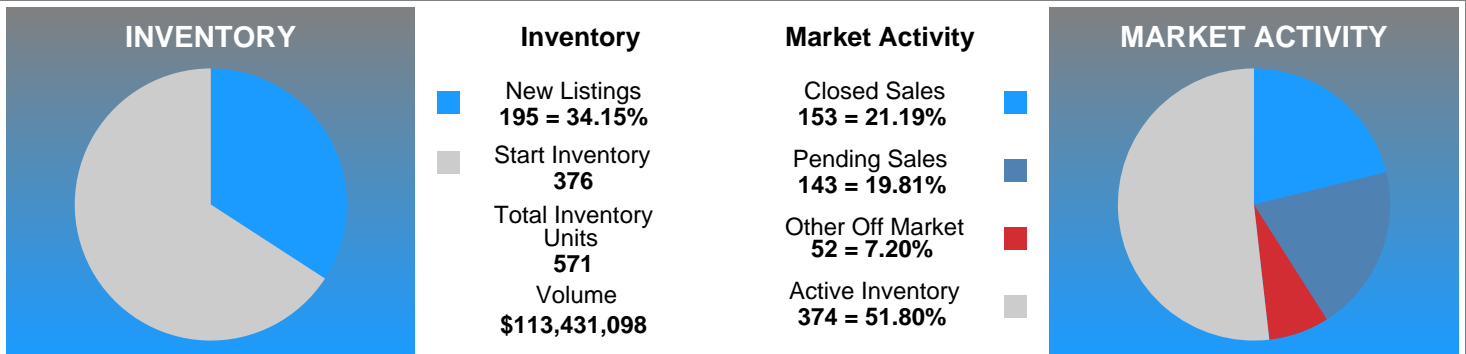 INVENTORY
Inventory
New Listings
195 = 34.15%
Start Inventory
376
Total Inventory
Units
571
Volume
$113,431,098
Market Activity
Closed Sales
153 = 21.19%
Pending Sales
143 = 19.81%
Other Off Market
52 = 7.20%
Active Inventory
374 = 51.80%
MARKET ACTIVITY